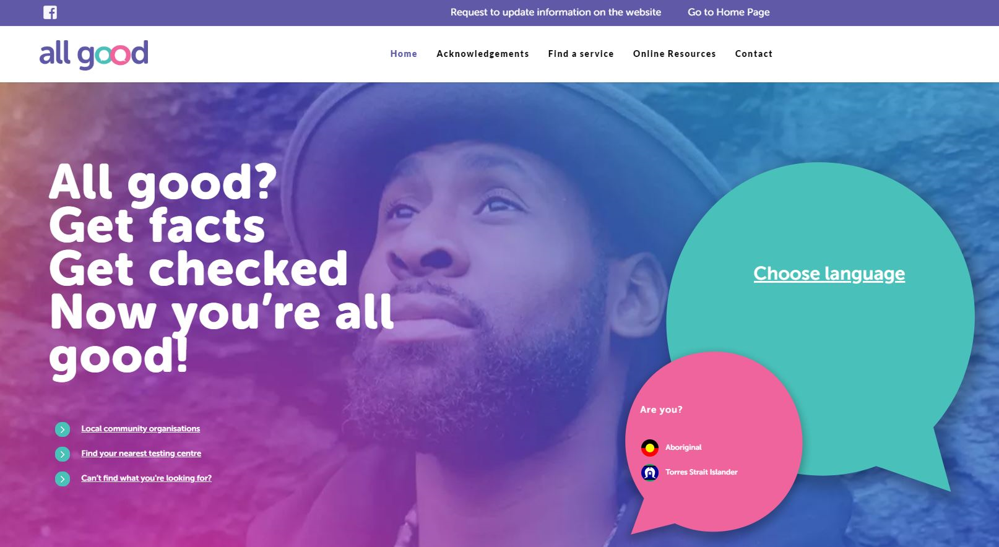 Request to update information on the website
Go to Home Page
all good
Home
Acknowledgements
Find a service
Online Resources
Contact
All good?
Get facts
Get checked
Now you’re all
good!
Local community organisations
Find your nearest testing centre
Can’t find what you're looking for?
Choose language
Are you?
Aboriginal
Torres Strait Islander